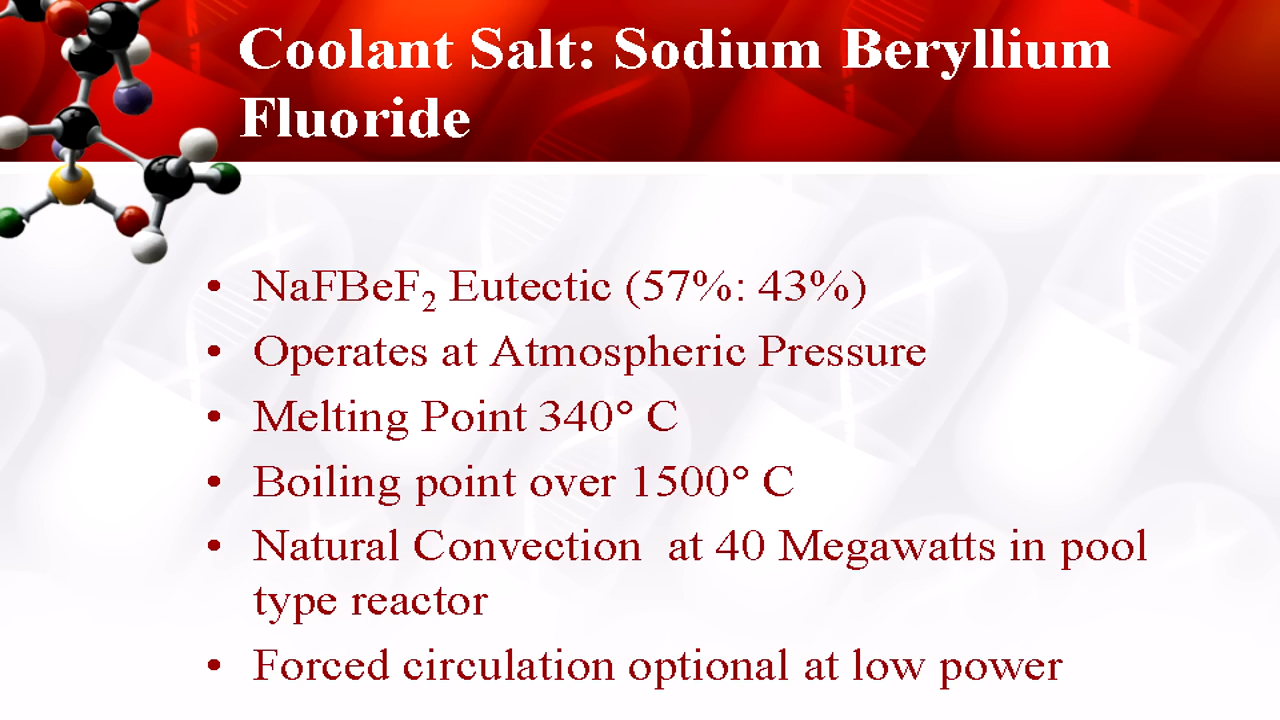 Coolant Salt: Sodium Beryllium
Fluoride
• NaFBeF₂ Eutectic (57%: 43%)
• Operates at Atmospheric Pressure
• Melting Point 340° C
• Boiling point over 1500° C
• Natural Convection  at 40 Megawatts in pool
type reactor
• Forced circulation optional at low power